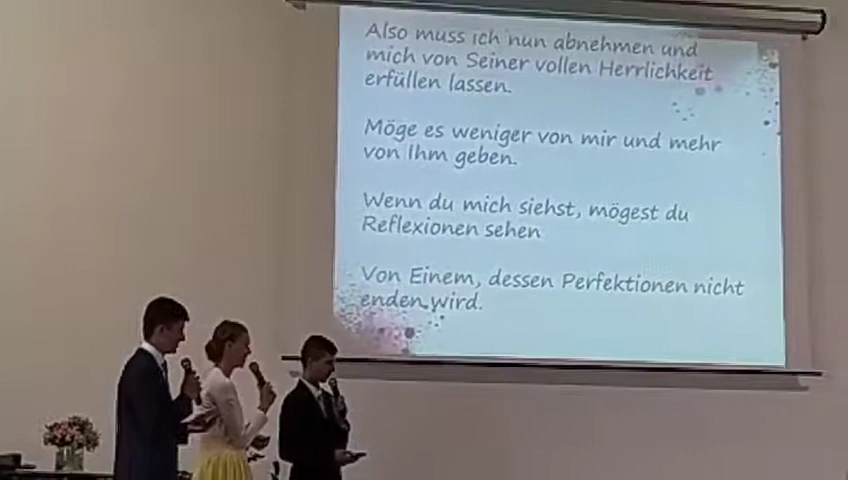 Also muss ich nun abnehmen und
mich von Seiner vollen Herrlichkeit
erfüllen lassen.
Möge es weniger von mir und mehr
von Ihm geben.
Wenn du mich siehst, mögest du
Reflexionen sehen
Von Einem, dessen Perfektionen nicht
enden wird.